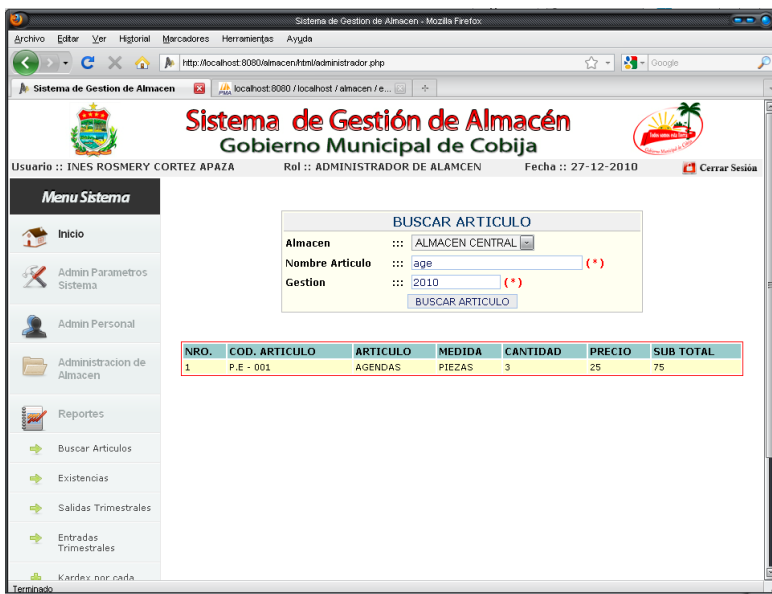 Sistema de Gestion de Almacen - Mozilla Firefox
Archivo Editar Ver Historial Marcadores Herramientas Ayuda
http://localhost:8080/almacen/html/administrador.php
Google
Sistema de Gestion de Almacen
localhost:8080 / localhost / almacen / e...
Sistema de Gestión de Almacén
Gobierno Municipal de Cobija
Usuario :: INES ROSMERY CORTEZ APAZA Rol :: ADMINISTRADOR DE ALAMCEN Fecha :: 27-12-2010 Cerrar Sesión
Menu Sistema
Inicio
Admin Parametros
Sistema
Admin Personal
Administracion de
Almacen
Reportes
Buscar Articulos
Existencias
Salidas Trimestrales
Entradas
Trimestrales
Kardex por cada
BUSCAR ARTICULO
Almacen ::: ALMACEN CENTRAL
Nombre Articulo ::: age (*)
Gestion ::: 2010 (*)
BUSCAR ARTICULO
NRO. COD. ARTICULO ARTICULO MEDIDA CANTIDAD PRECIO SUB TOTAL
1 P.E - 001 AGENDAS PIEZAS 3 25 75
Terminado